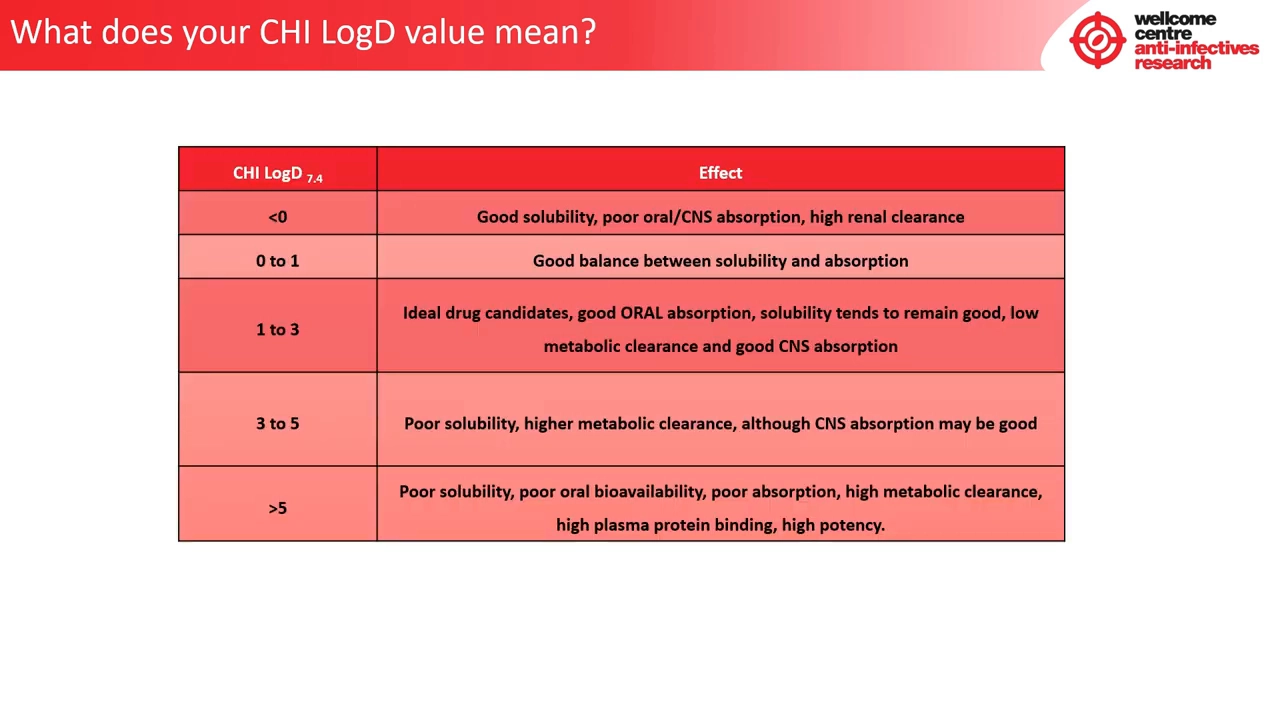 What does your CHI LogD value mean?
wellcome
centre
anti-infectives
research
CHI LogD 7.4
Effect
<0
Good solubility, poor oral/CNS absorption, high renal clearance
0 to 1
Good balance between solubility and absorption
1 to 3
Ideal drug candidates, good ORAL absorption, solubility tends to remain good, low
metabolic clearance and good CNS absorption
3 to 5
Poor solubility, higher metabolic clearance, although CNS absorption may be good
>5
Poor solubility, poor oral bioavailability, poor absorption, high metabolic clearance,
high plasma protein binding, high potency.